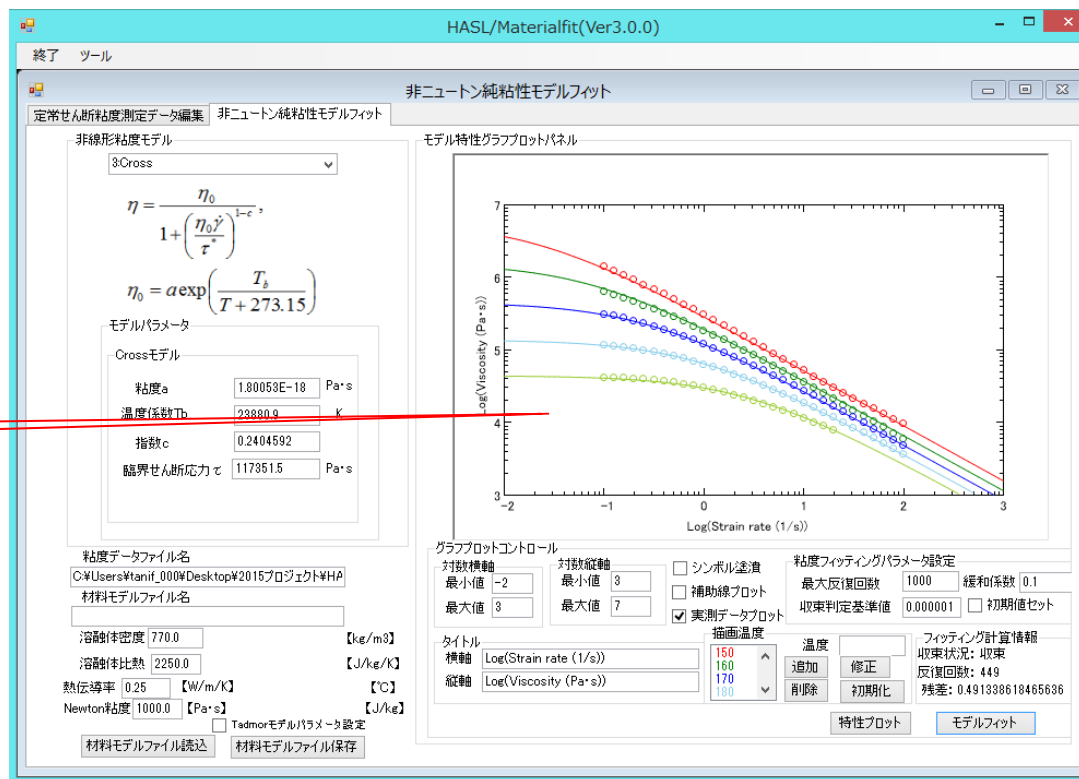 HASL/Materialfit(Ver3.0.0)
終了 ツール
非ニュートン純粘性モデルフィット
定常せん断粘度測定データ編集 非ニュートン純粘性モデルフィット
非線形粘度モデル
3:Cross
η = η0 / (1 + (η0γ̇ / τ*)^(1-c)),
η0 = a exp(Tb / (T + 273.15))
モデルパラメータ
Crossモデル
粘度a 1.80053E-18 Pa・s
温度係数Tb 23880.9 K
指数c 0.2404592
臨界せん断応力τ 117351.5 Pa・s
粘度データファイル名
C:¥Users¥tanif_000¥Desktop¥2015プロジェクト¥HA
材料モデルファイル名
溶融体密度 770.0 【kg/m3】
溶融体比熱 2250.0 【J/kg/K】
熱伝導率 0.25 【W/m/K】 【℃】
Newton粘度 1000.0 【Pa・s】 【J/kg】
Tadmorモデルパラメータ設定
材料モデルファイル読込 材料モデルファイル保存
モデル特性グラフプロットパネル
7
6
5
4
3
Log(Viscosity (Pa・s))
-2 -1 0 1 2 3
Log(Strain rate (1/s))
グラフプロットコントロール
対数横軸
最小値 -2
最大値 3
対数縦軸
最小値 3
最大値 7
シンボル塗潰
補助線プロット
実測データプロット
粘度フィッティングパラメータ設定
最大反復回数 1000 緩和係数 0.1
収束判定基準値 0.000001 初期値セット
タイトル
横軸 Log(Strain rate (1/s))
縦軸 Log(Viscosity (Pa・s))
描画温度
150
160
170
180
温度
追加 修正
削除 初期化
フィッティング計算情報
収束状況: 収束
反復回数: 449
残差: 0.491338618465636
特性プロット モデルフィット